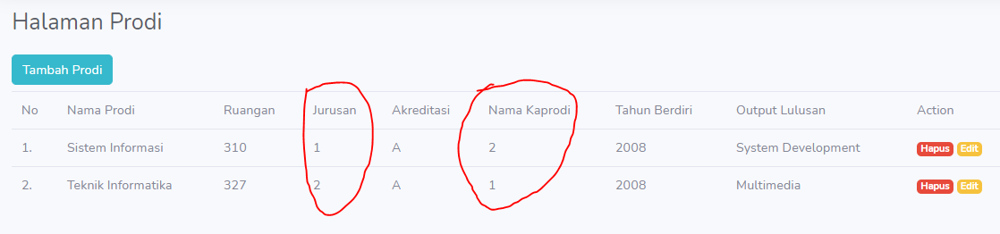 Halaman Prodi
Tambah Prodi
No Nama Prodi Ruangan Jurusan Akreditasi Nama Kaprodi Tahun Berdiri Output Lulusan Action
1. Sistem Informasi 310 1 A 2 2008 System Development Hapus Edit
2. Teknik Informatika 327 2 A 1 2008 Multimedia Hapus Edit